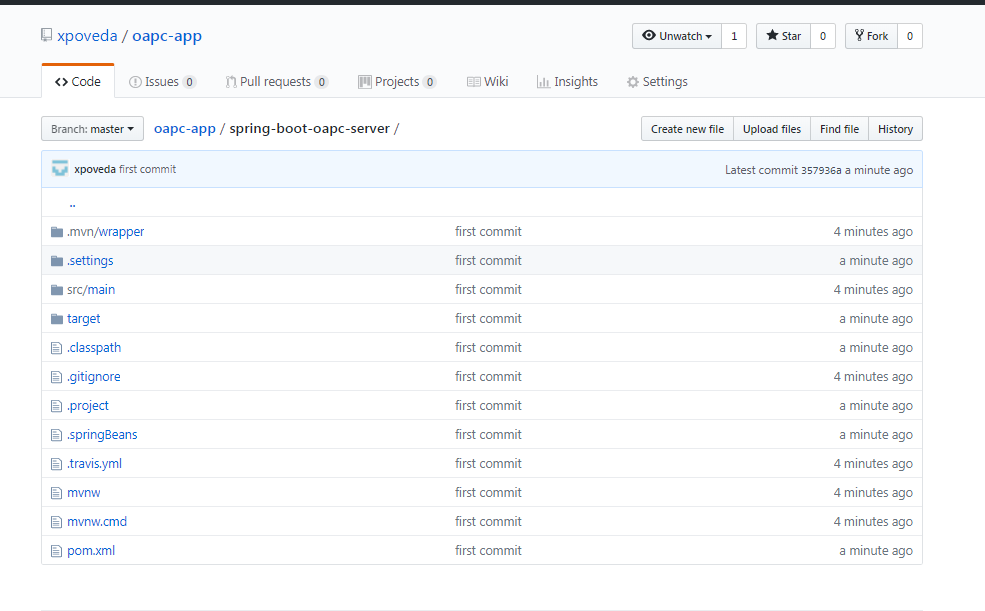 xpoveda / oapc-app
Unwatch 1 Star 0 Fork 0
Code Issues 0 Pull requests 0 Projects 0 Wiki Insights Settings
Branch: master oapc-app / spring-boot-oapc-server / Create new file Upload files Find file History
xpoveda first commit Latest commit 357936a a minute ago
..
.mvn/wrapper first commit 4 minutes ago
.settings first commit a minute ago
src/main first commit 4 minutes ago
target first commit a minute ago
.classpath first commit a minute ago
.gitignore first commit 4 minutes ago
.project first commit a minute ago
.springBeans first commit a minute ago
.travis.yml first commit 4 minutes ago
mvnw first commit 4 minutes ago
mvnw.cmd first commit 4 minutes ago
pom.xml first commit a minute ago